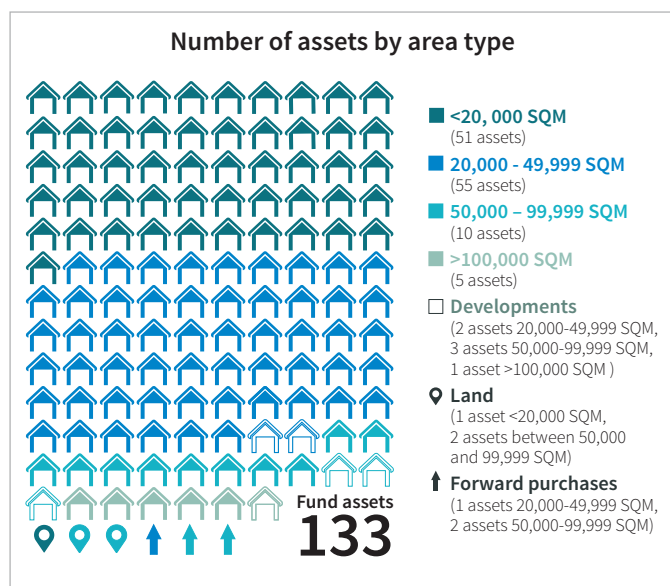 Number of assets by area type
<20, 000 SQM
(51 assets)
20,000 - 49,999 SQM
(55 assets)
50,000 – 99,999 SQM
(10 assets)
>100,000 SQM
(5 assets)
Developments
(2 assets 20,000-49,999 SQM,
3 assets 50,000-99,999 SQM,
1 asset >100,000 SQM )
Land
(1 asset <20,000 SQM,
2 assets between 50,000
and 99,999 SQM)
Forward purchases
(1 assets 20,000-49,999 SQM,
2 assets 50,000-99,999 SQM)
Fund assets
133